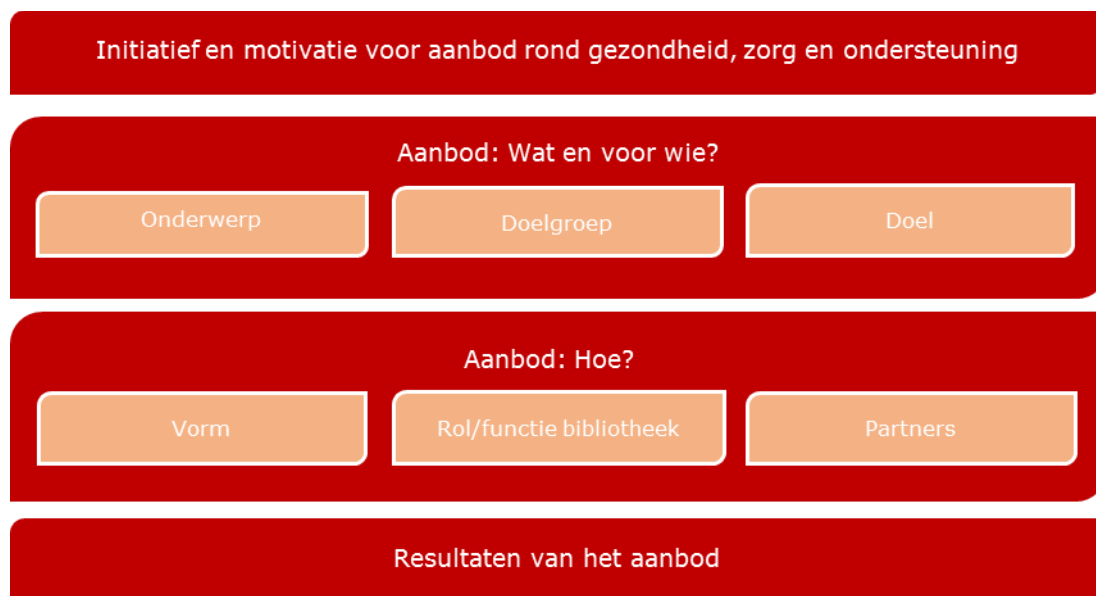 Initiatief en motivatie voor aanbod rond gezondheid, zorg en ondersteuning
Aanbod: Wat en voor wie?
Onderwerp
Doelgroep
Doel
Aanbod: Hoe?
Vorm
Rol/functie bibliotheek
Partners
Resultaten van het aanbod